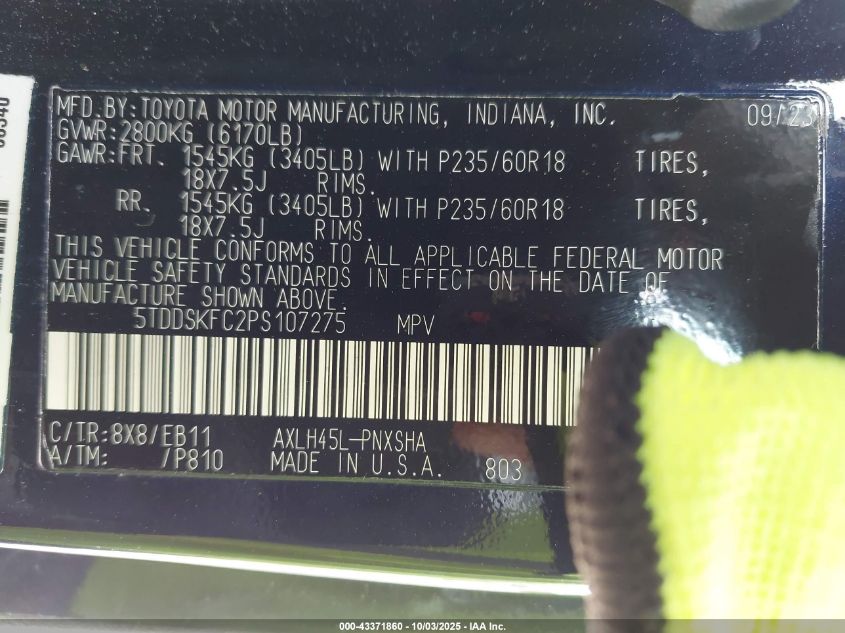 MFD.BY:TOYOTA MOTOR MANUFACTURING, INDIANA, INC. 09/23
GVWR:2800KG (6170LB)
GAWR:FRT. 1545KG (3405LB) WITH P235/60R18 TIRES,
18X7.5J RIMS.
RR. 1545KG (3405LB) WITH P235/60R18 TIRES,
18X7.5J RIMS.
THIS VEHICLE CONFORMS TO ALL APPLICABLE FEDERAL MOTOR
VEHICLE SAFETY STANDARDS IN EFFECT ON THE DATE OF
MANUFACTURE SHOWN ABOVE.
5TDDSKFC2PS107275 MPV
C/TR:8X8/EB11 AXLH45L-PNXSHA
A/TM: /P810 MADE IN U.S.A. 803
000-43371860 - 10/03/2025 - IAA Inc.